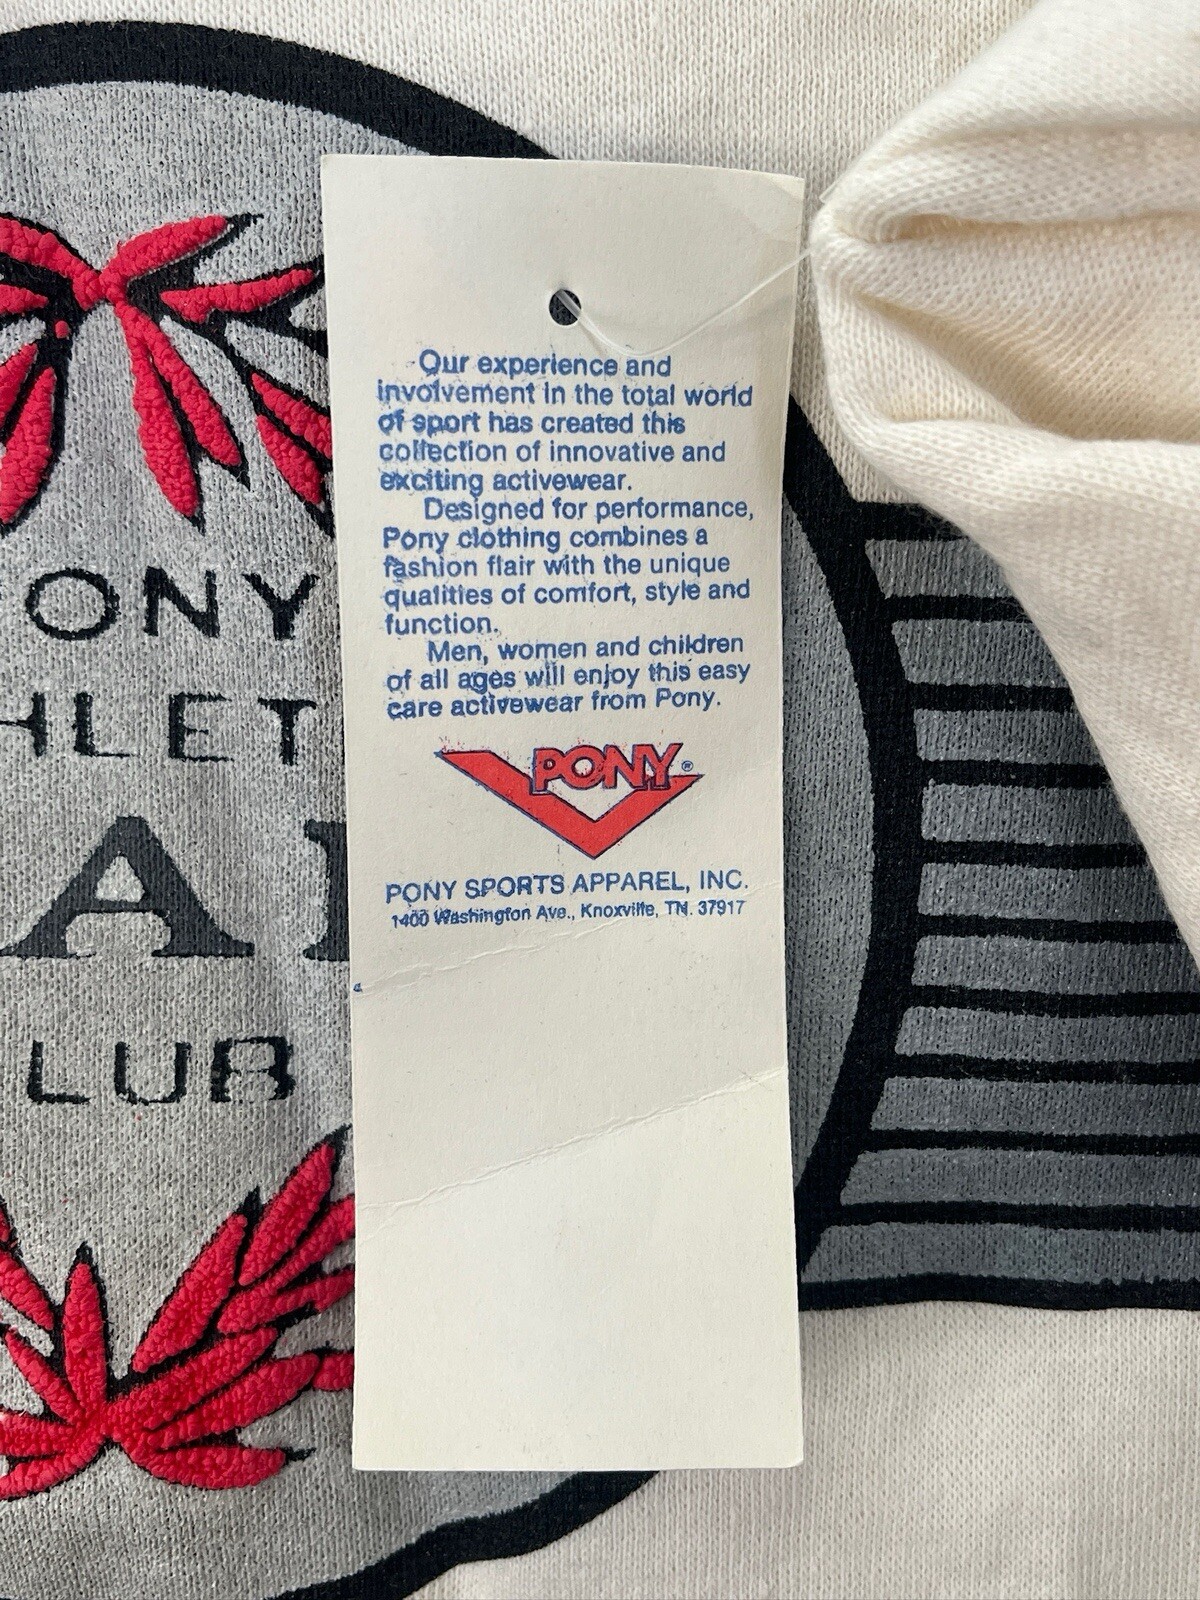 Our experience and
involvement in the total world
of sport has created this
collection of innovative and
exciting activewear.
Designed for performance,
Pony clothing combines a
fashion flair with the unique
qualities of comfort, style and
function.
Men, women and children
of all ages will enjoy this easy
care activewear from Pony.
PONY®
PONY SPORTS APPAREL, INC.
1400 Washington Ave., Knoxville, TN. 37917
ONY
HLET
A
LUB